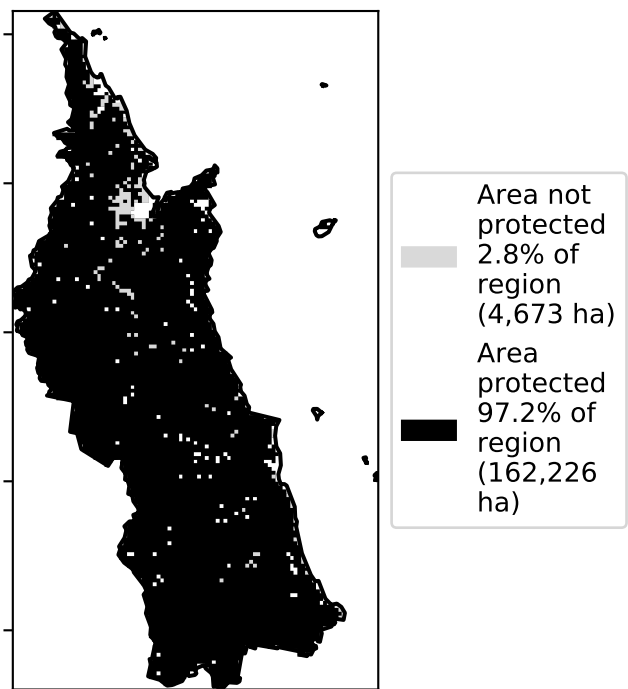 Area not
protected
2.8% of
region
(4,673 ha)
Area
protected
97.2% of
region
(162,226
ha)